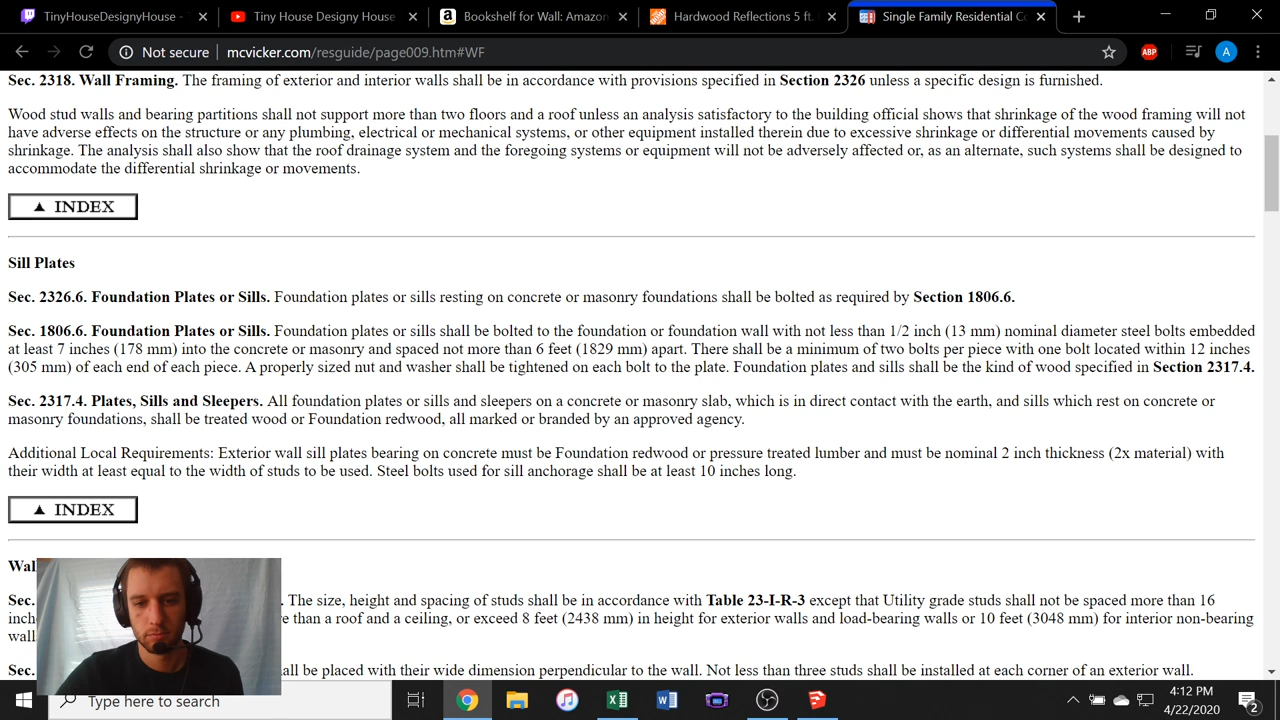 TinyHouseDesignyHouse -
Tiny House Designy House
Bookshelf for Wall: Amazon
Hardwood Reflections 5 ft.
Single Family Residential Co
Not secure mcvicker.com/resguide/page009.htm#WF
ABP
A
Sec. 2318. Wall Framing. The framing of exterior and interior walls shall be in accordance with provisions specified in Section 2326 unless a specific design is furnished.
Wood stud walls and bearing partitions shall not support more than two floors and a roof unless an analysis satisfactory to the building official shows that shrinkage of the wood framing will not
have adverse effects on the structure or any plumbing, electrical or mechanical systems, or other equipment installed therein due to excessive shrinkage or differential movements caused by
shrinkage. The analysis shall also show that the roof drainage system and the foregoing systems or equipment will not be adversely affected or, as an alternate, such systems shall be designed to
accommodate the differential shrinkage or movements.
▲ INDEX
Sill Plates
Sec. 2326.6. Foundation Plates or Sills. Foundation plates or sills resting on concrete or masonry foundations shall be bolted as required by Section 1806.6.
Sec. 1806.6. Foundation Plates or Sills. Foundation plates or sills shall be bolted to the foundation or foundation wall with not less than 1/2 inch (13 mm) nominal diameter steel bolts embedded
at least 7 inches (178 mm) into the concrete or masonry and spaced not more than 6 feet (1829 mm) apart. There shall be a minimum of two bolts per piece with one bolt located within 12 inches
(305 mm) of each end of each piece. A properly sized nut and washer shall be tightened on each bolt to the plate. Foundation plates and sills shall be the kind of wood specified in Section 2317.4.
Sec. 2317.4. Plates, Sills and Sleepers. All foundation plates or sills and sleepers on a concrete or masonry slab, which is in direct contact with the earth, and sills which rest on concrete or
masonry foundations, shall be treated wood or Foundation redwood, all marked or branded by an approved agency.
Additional Local Requirements: Exterior wall sill plates bearing on concrete must be Foundation redwood or pressure treated lumber and must be nominal 2 inch thickness (2x material) with
their width at least equal to the width of studs to be used. Steel bolts used for sill anchorage shall be at least 10 inches long.
▲ INDEX
Wal
Sec. . The size, height and spacing of studs shall be in accordance with Table 23-I-R-3 except that Utility grade studs shall not be spaced more than 16
inche e than a roof and a ceiling, or exceed 8 feet (2438 mm) in height for exterior walls and load-bearing walls or 10 feet (3048 mm) for interior non-bearing
wall
Sec. all be placed with their wide dimension perpendicular to the wall. Not less than three studs shall be installed at each corner of an exterior wall.
Type here to search
4:12 PM
4/22/2020
2